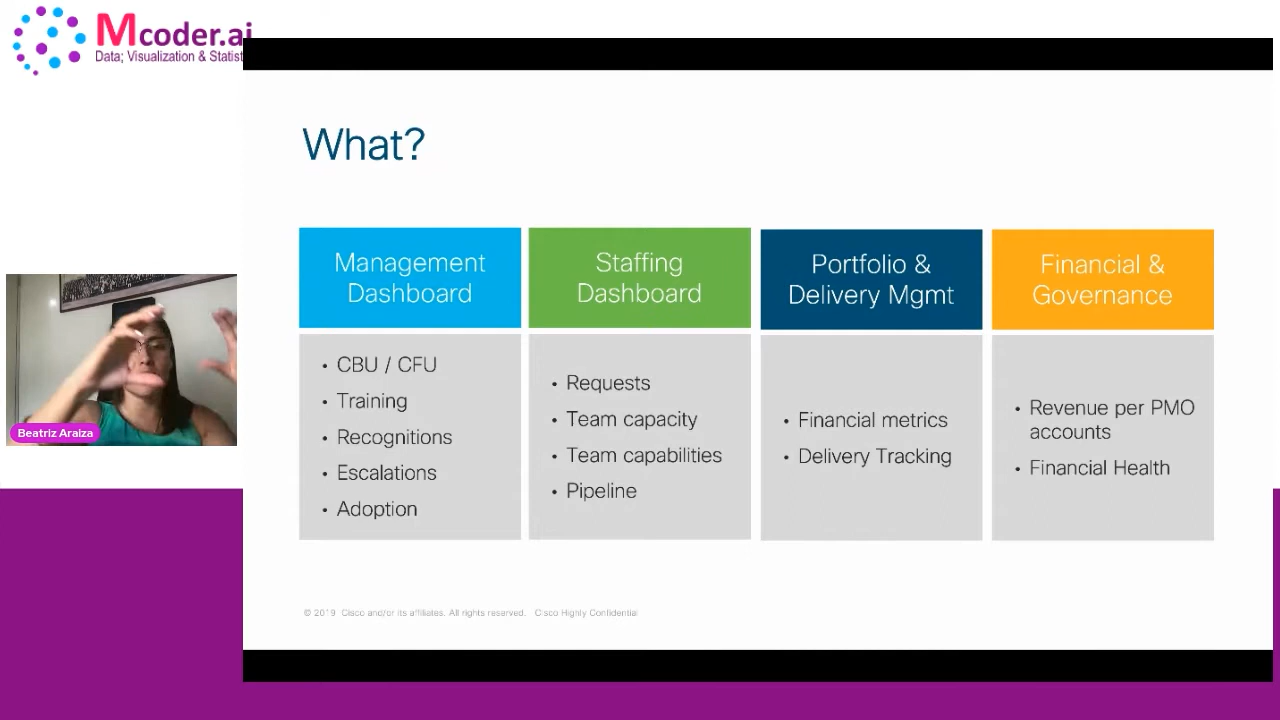 Mcoder.ai
Data; Visualization &
What?
Management
Dashboard
• CBU / CFU
• Training
• Recognitions
• Escalations
• Adoption
Staffing
Dashboard
• Requests
• Team capacity
• Team capabilities
• Pipeline
Portfolio &
Delivery Mgmt
• Financial metrics
• Delivery Tracking
Financial &
Governance
• Revenue per PMO
accounts
• Financial Health
Beatriz Araiza
© 2019 Cisco and/or its affiliates. All rights reserved. Cisco Highly Confidential